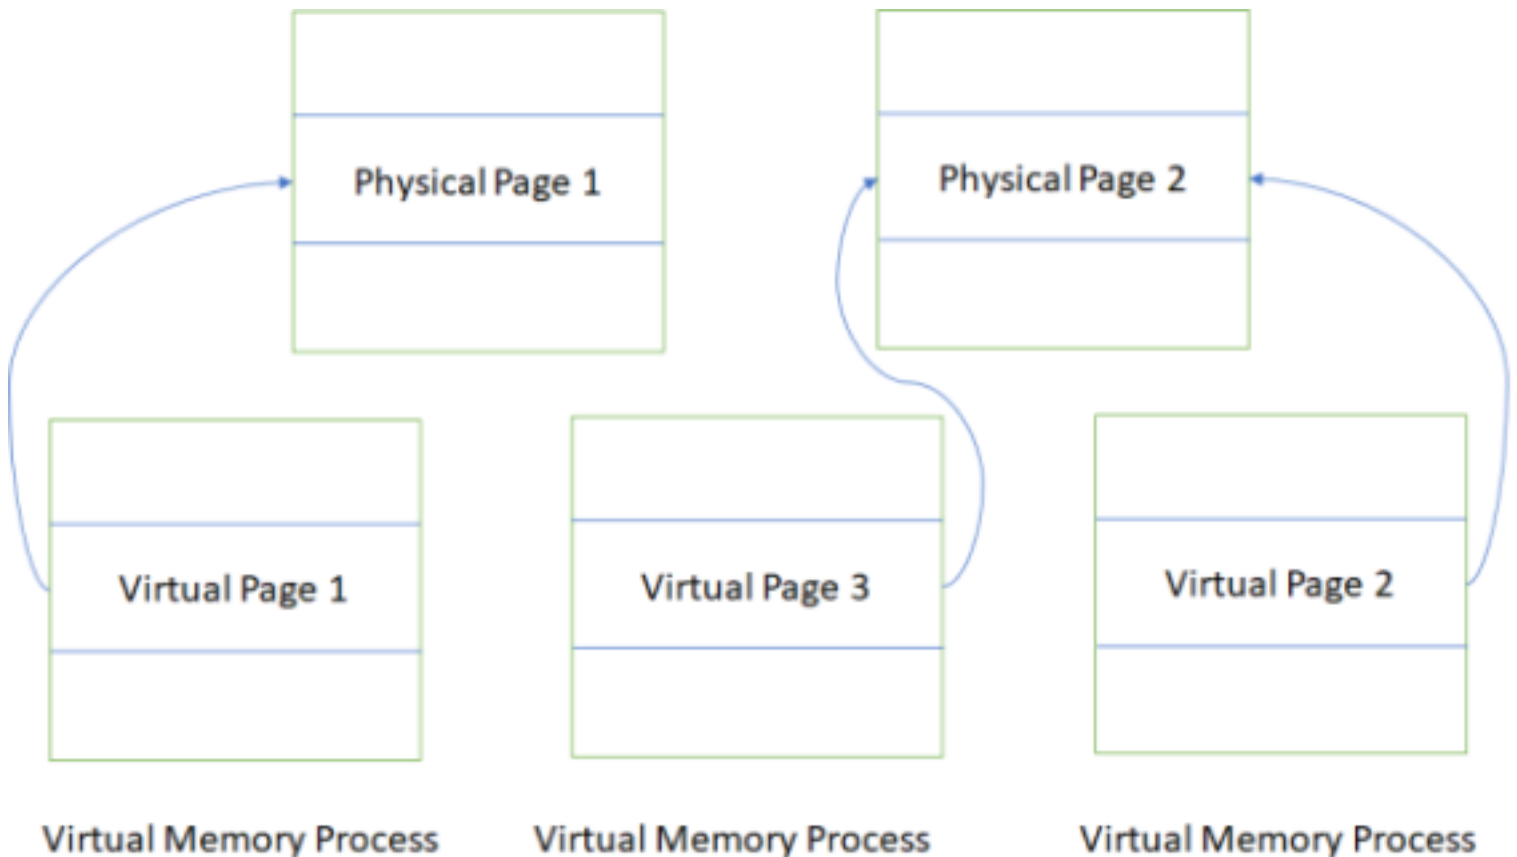 Physical Page 1
Physical Page 2
Virtual Page 1
Virtual Page 3
Virtual Page 2
Virtual Memory Process
Virtual Memory Process
Virtual Memory Process